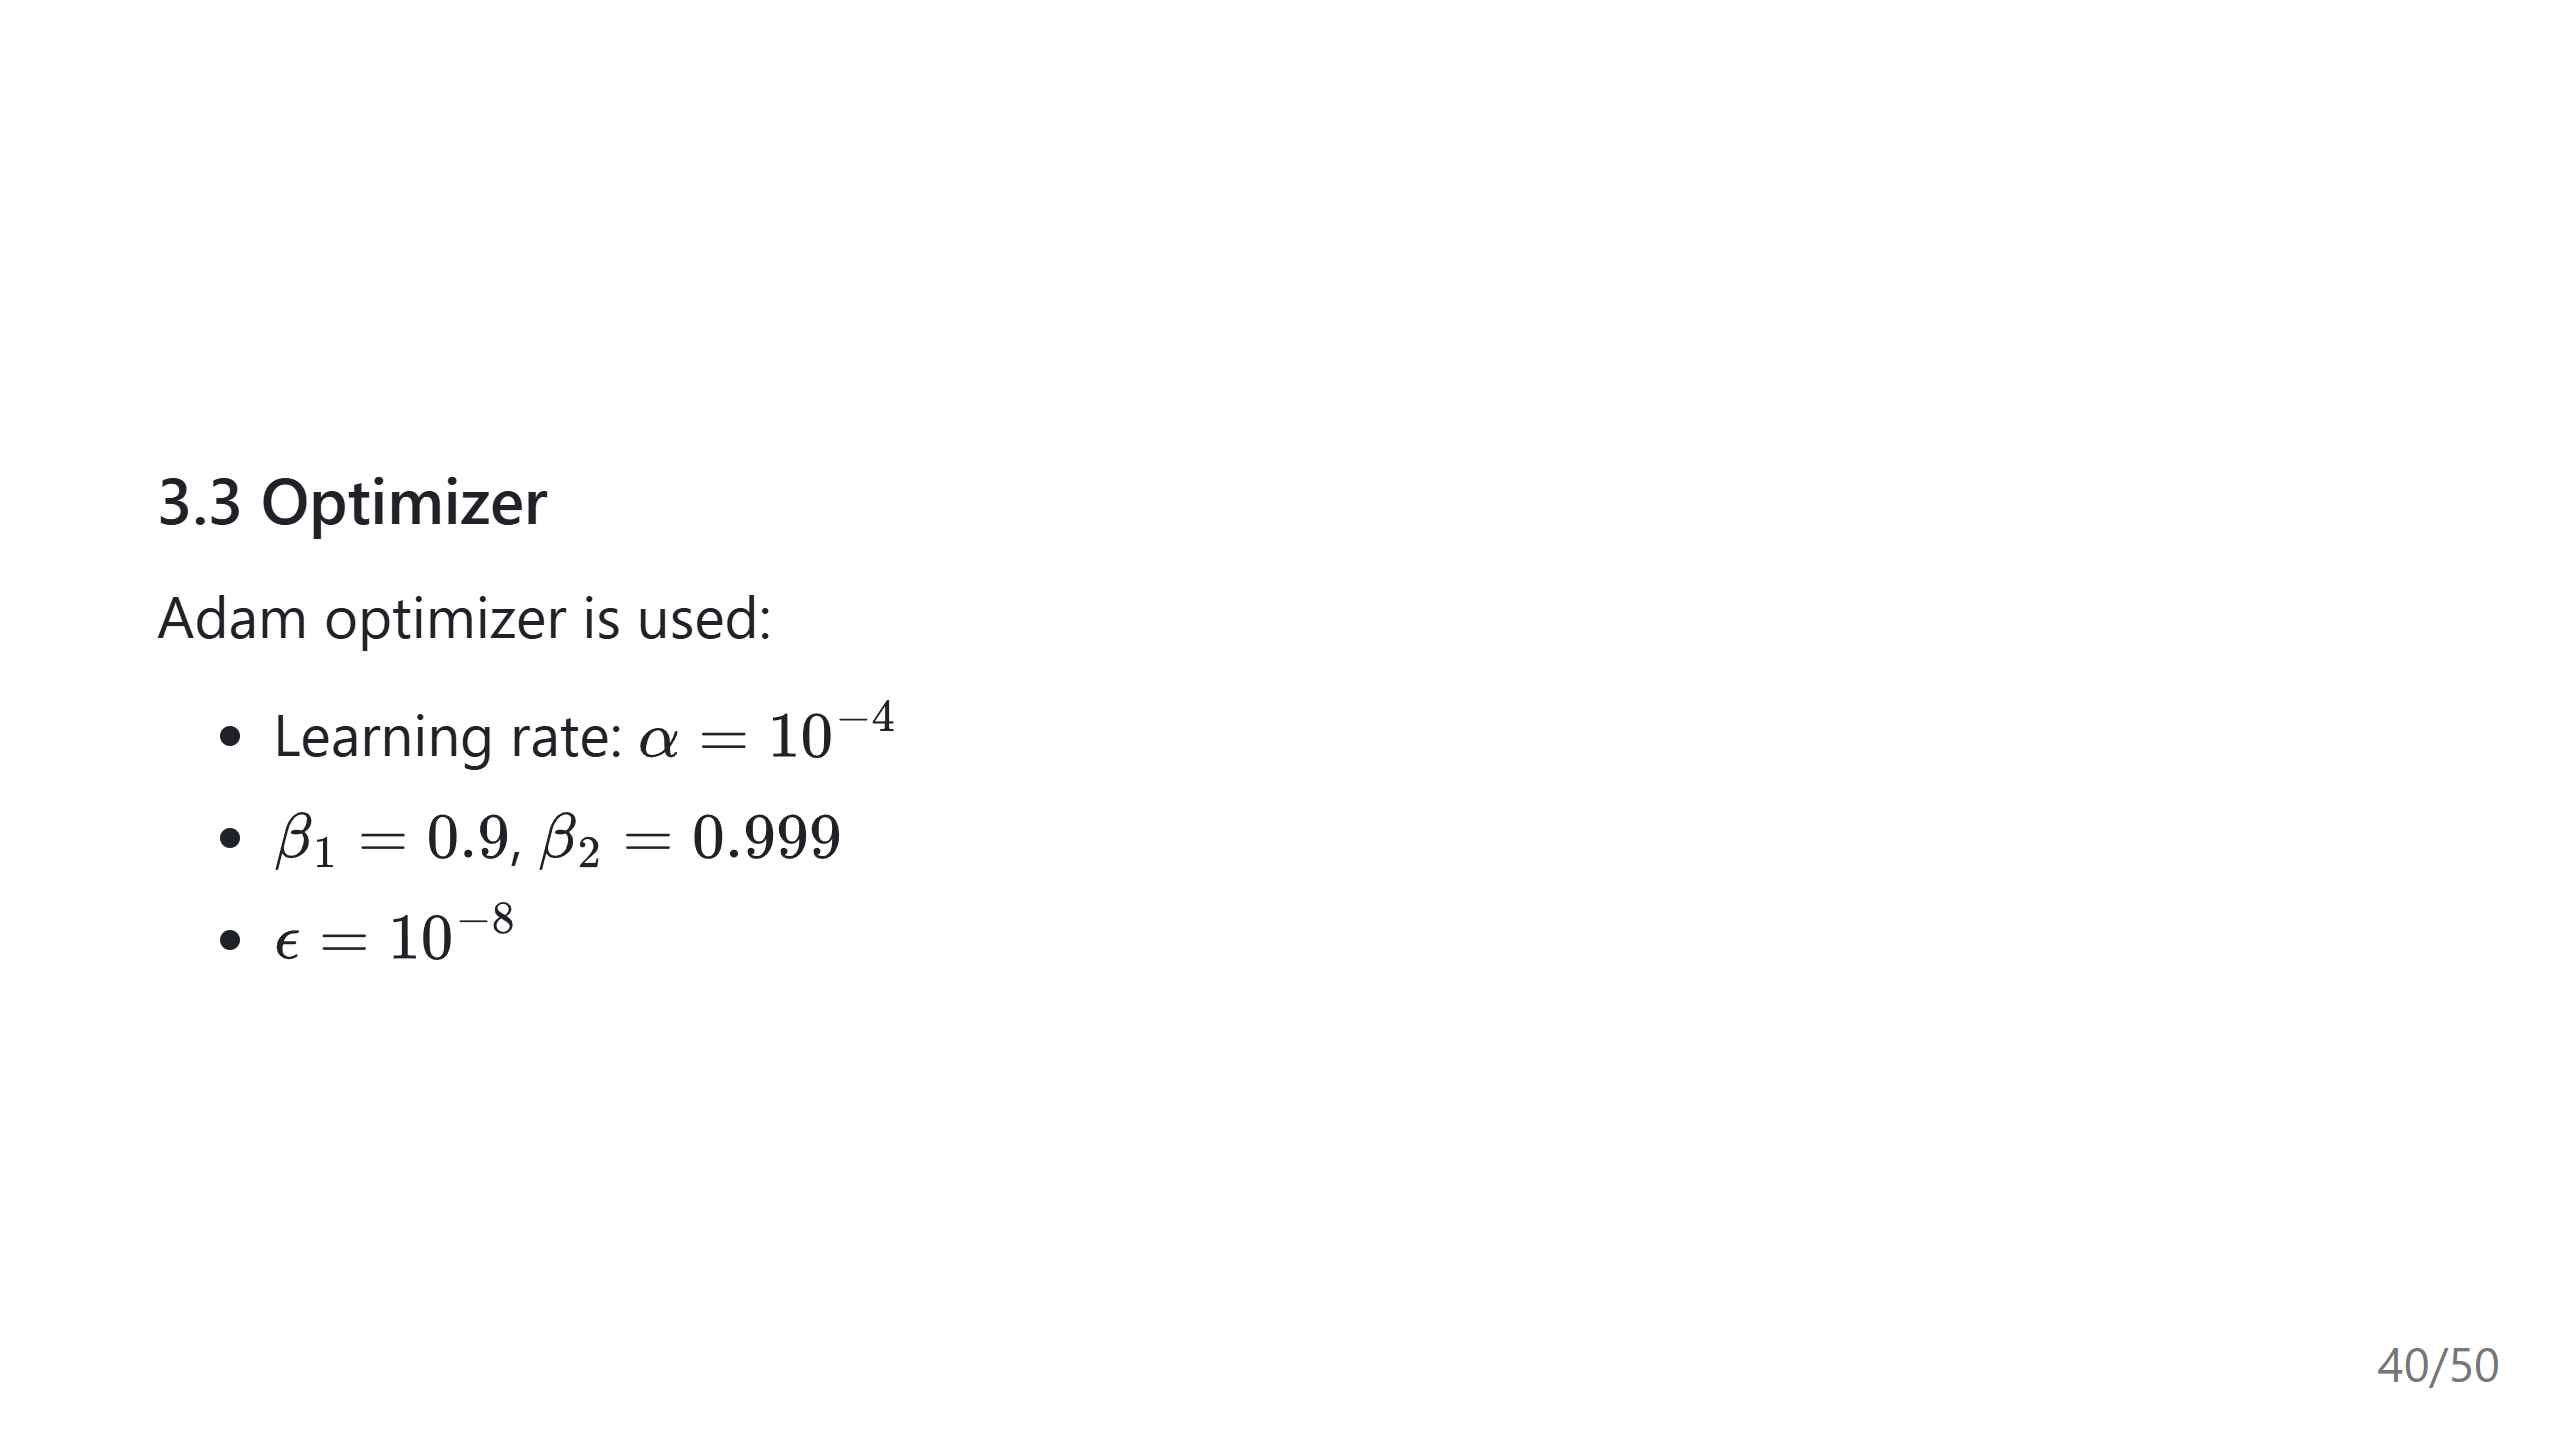 3.3 Optimizer
Adam optimizer is used:
• Learning rate: α = 10⁻⁴
• β₁ = 0.9, β₂ = 0.999
• ϵ = 10⁻⁸
40/50